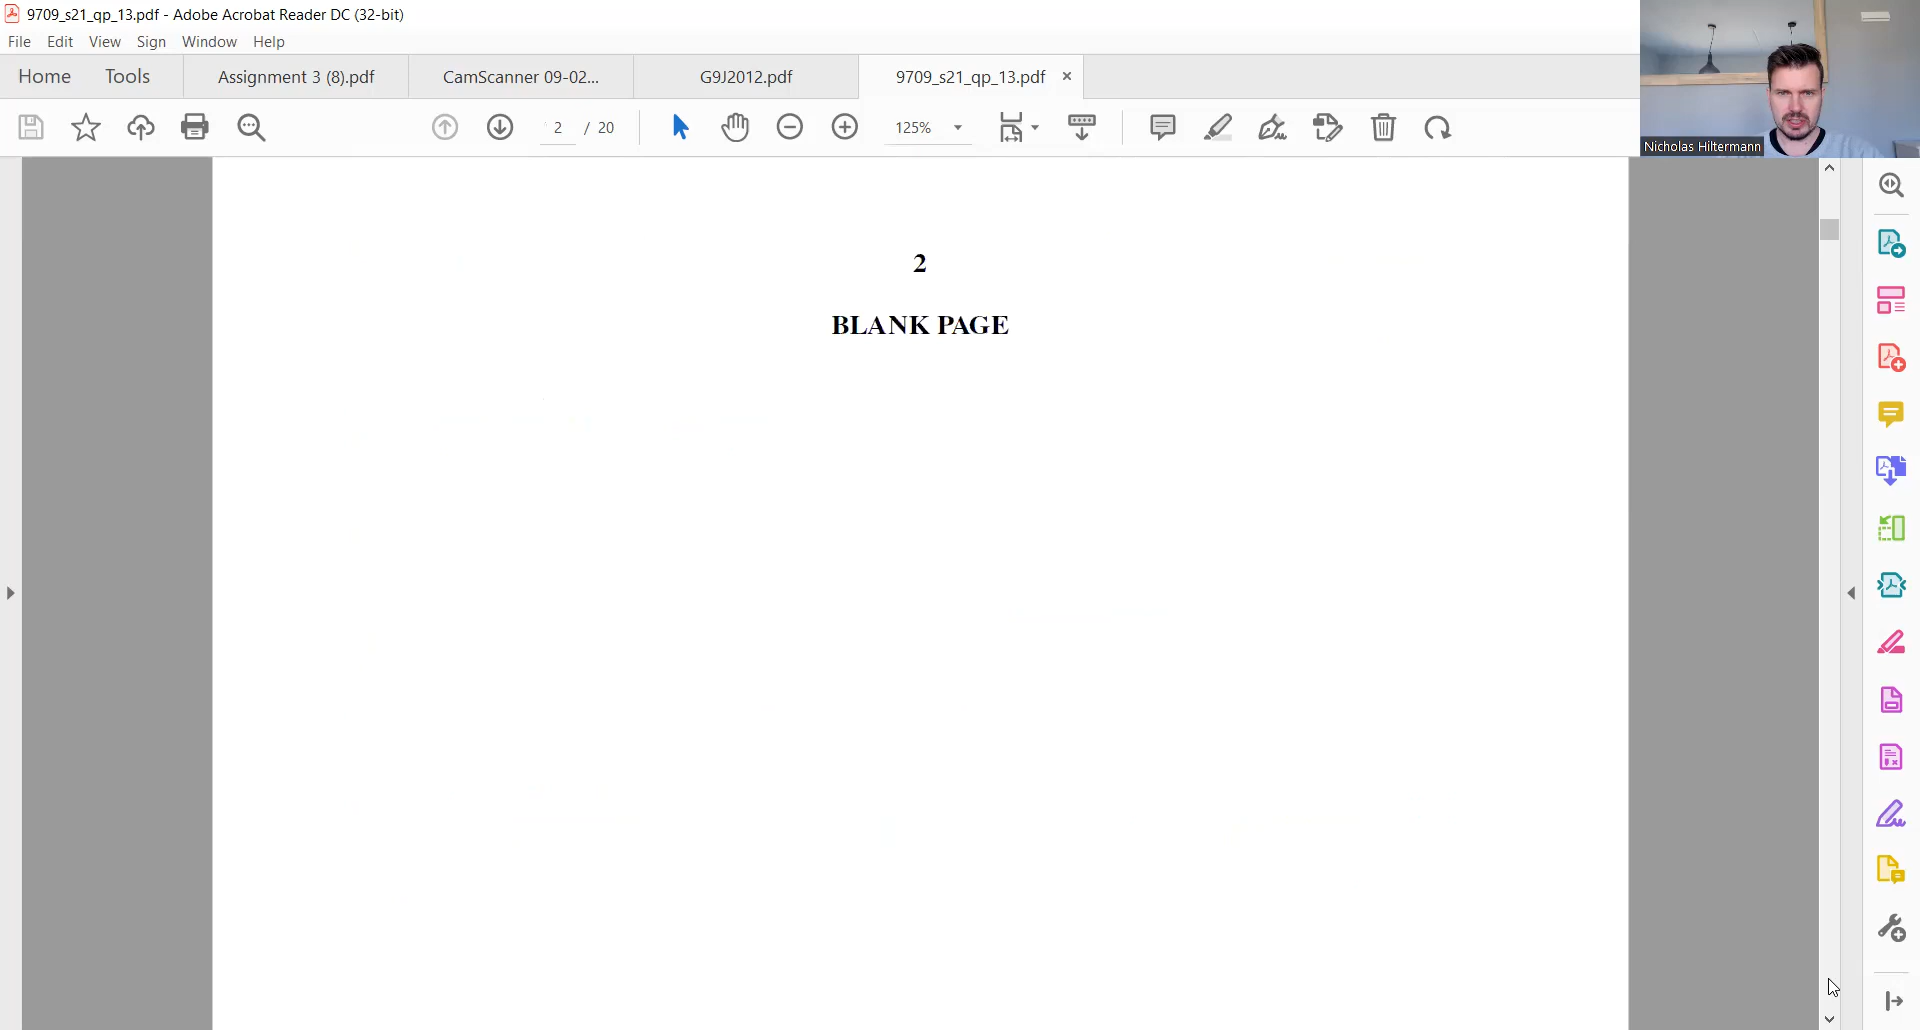 9709_s21_qp_13.pdf - Adobe Acrobat Reader DC (32-bit)
File Edit View Sign Window Help
Home Tools Assignment 3 (8).pdf CamScanner 09-02... G9J2012.pdf 9709_s21_qp_13.pdf ×
2 / 20 125%
Nicholas Hiltermann
2
BLANK PAGE